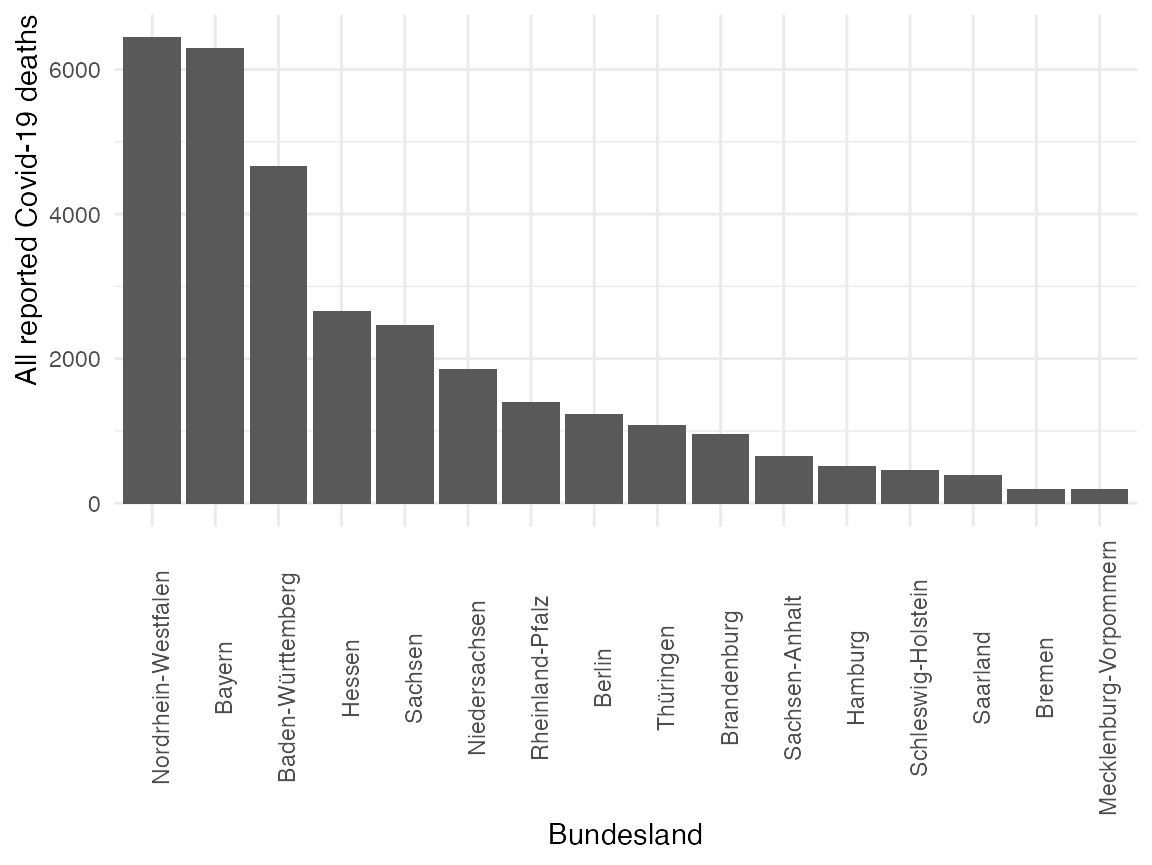 All reported Covid-19 deaths
6000
4000
2000
0
Nordrhein-Westfalen
Bayern
Baden-Württemberg
Hessen
Sachsen
Niedersachsen
Rheinland-Pfalz
Berlin
Thüringen
Brandenburg
Sachsen-Anhalt
Hamburg
Schleswig-Holstein
Saarland
Bremen
Mecklenburg-Vorpommern
Bundesland